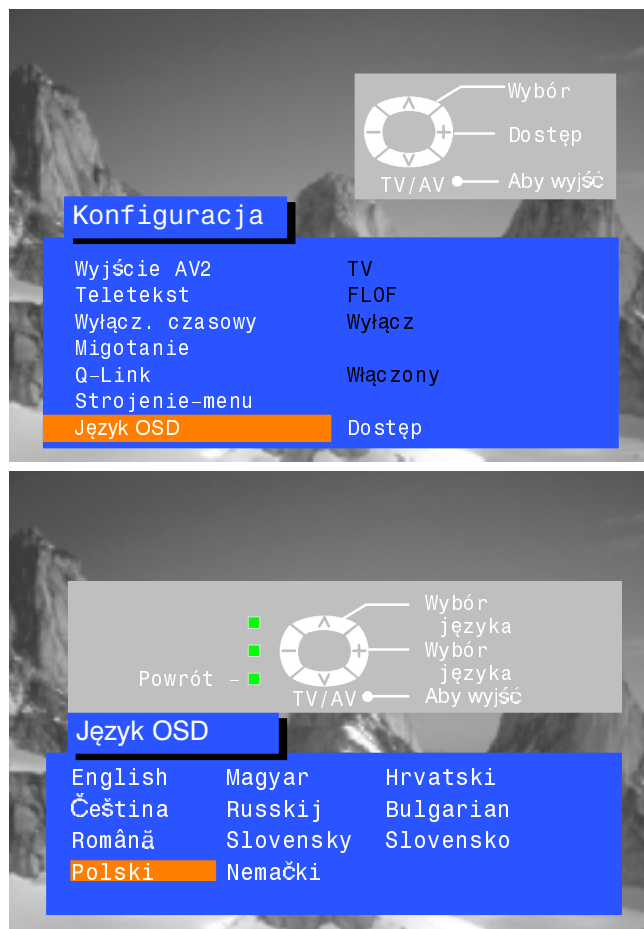 Wybór
Dostęp
TV/AV Aby wyjść
Konfiguracja
Wyjście AV2 TV
Teletekst FLOF
Wyłącz. czasowy Wyłącz
Migotanie
Q-Link Włączony
Strojenie-menu
Język OSD Dostęp
Wybór
języka
Wybór
języka
Powrót -
TV/AV Aby wyjść
Język OSD
English Magyar Hrvatski
Čeština Russkij Bulgarian
Română Slovensky Slovensko
Polski Nemački